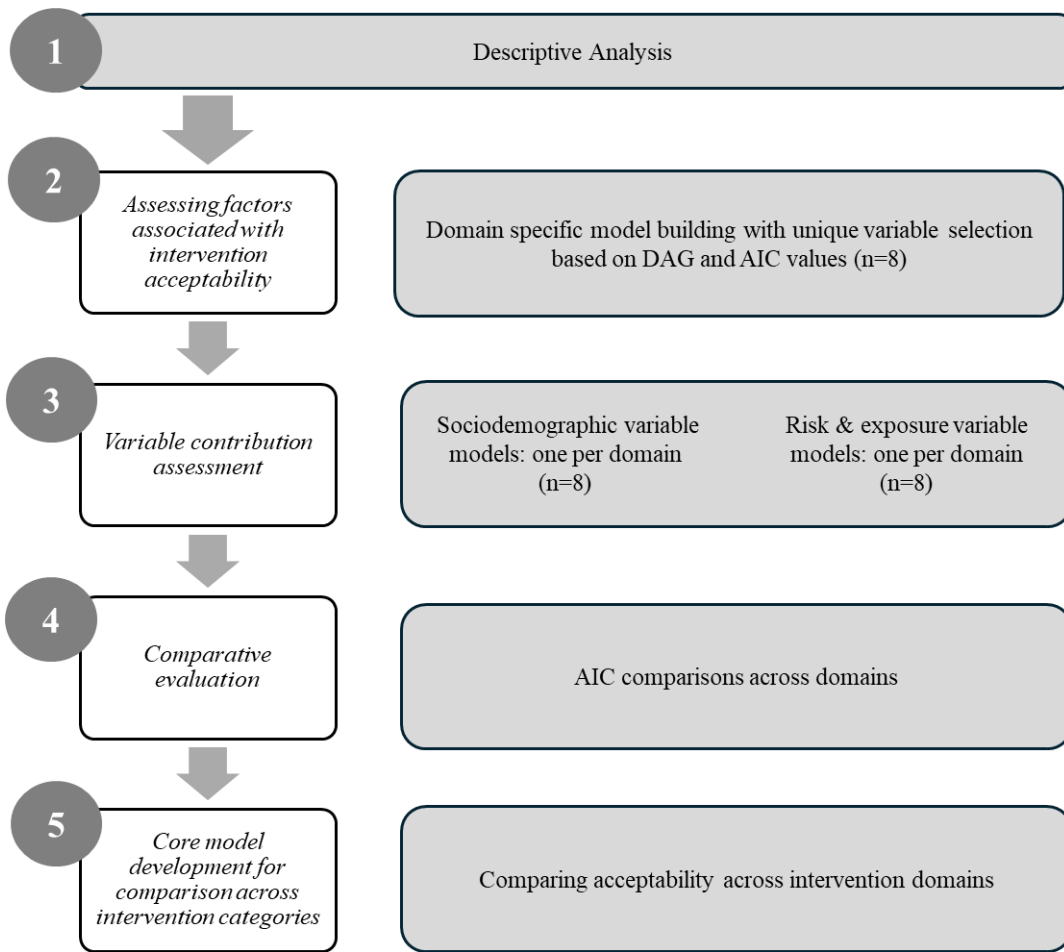 1
Descriptive Analysis
2
Assessing factors
associated with
intervention
acceptability
Domain specific model building with unique variable selection
based on DAG and AIC values (n=8)
3
Variable contribution
assessment
Sociodemographic variable
models: one per domain
(n=8)
Risk & exposure variable
models: one per domain
(n=8)
4
Comparative
evaluation
AIC comparisons across domains
5
Core model
development for
comparison across
intervention categories
Comparing acceptability across intervention domains